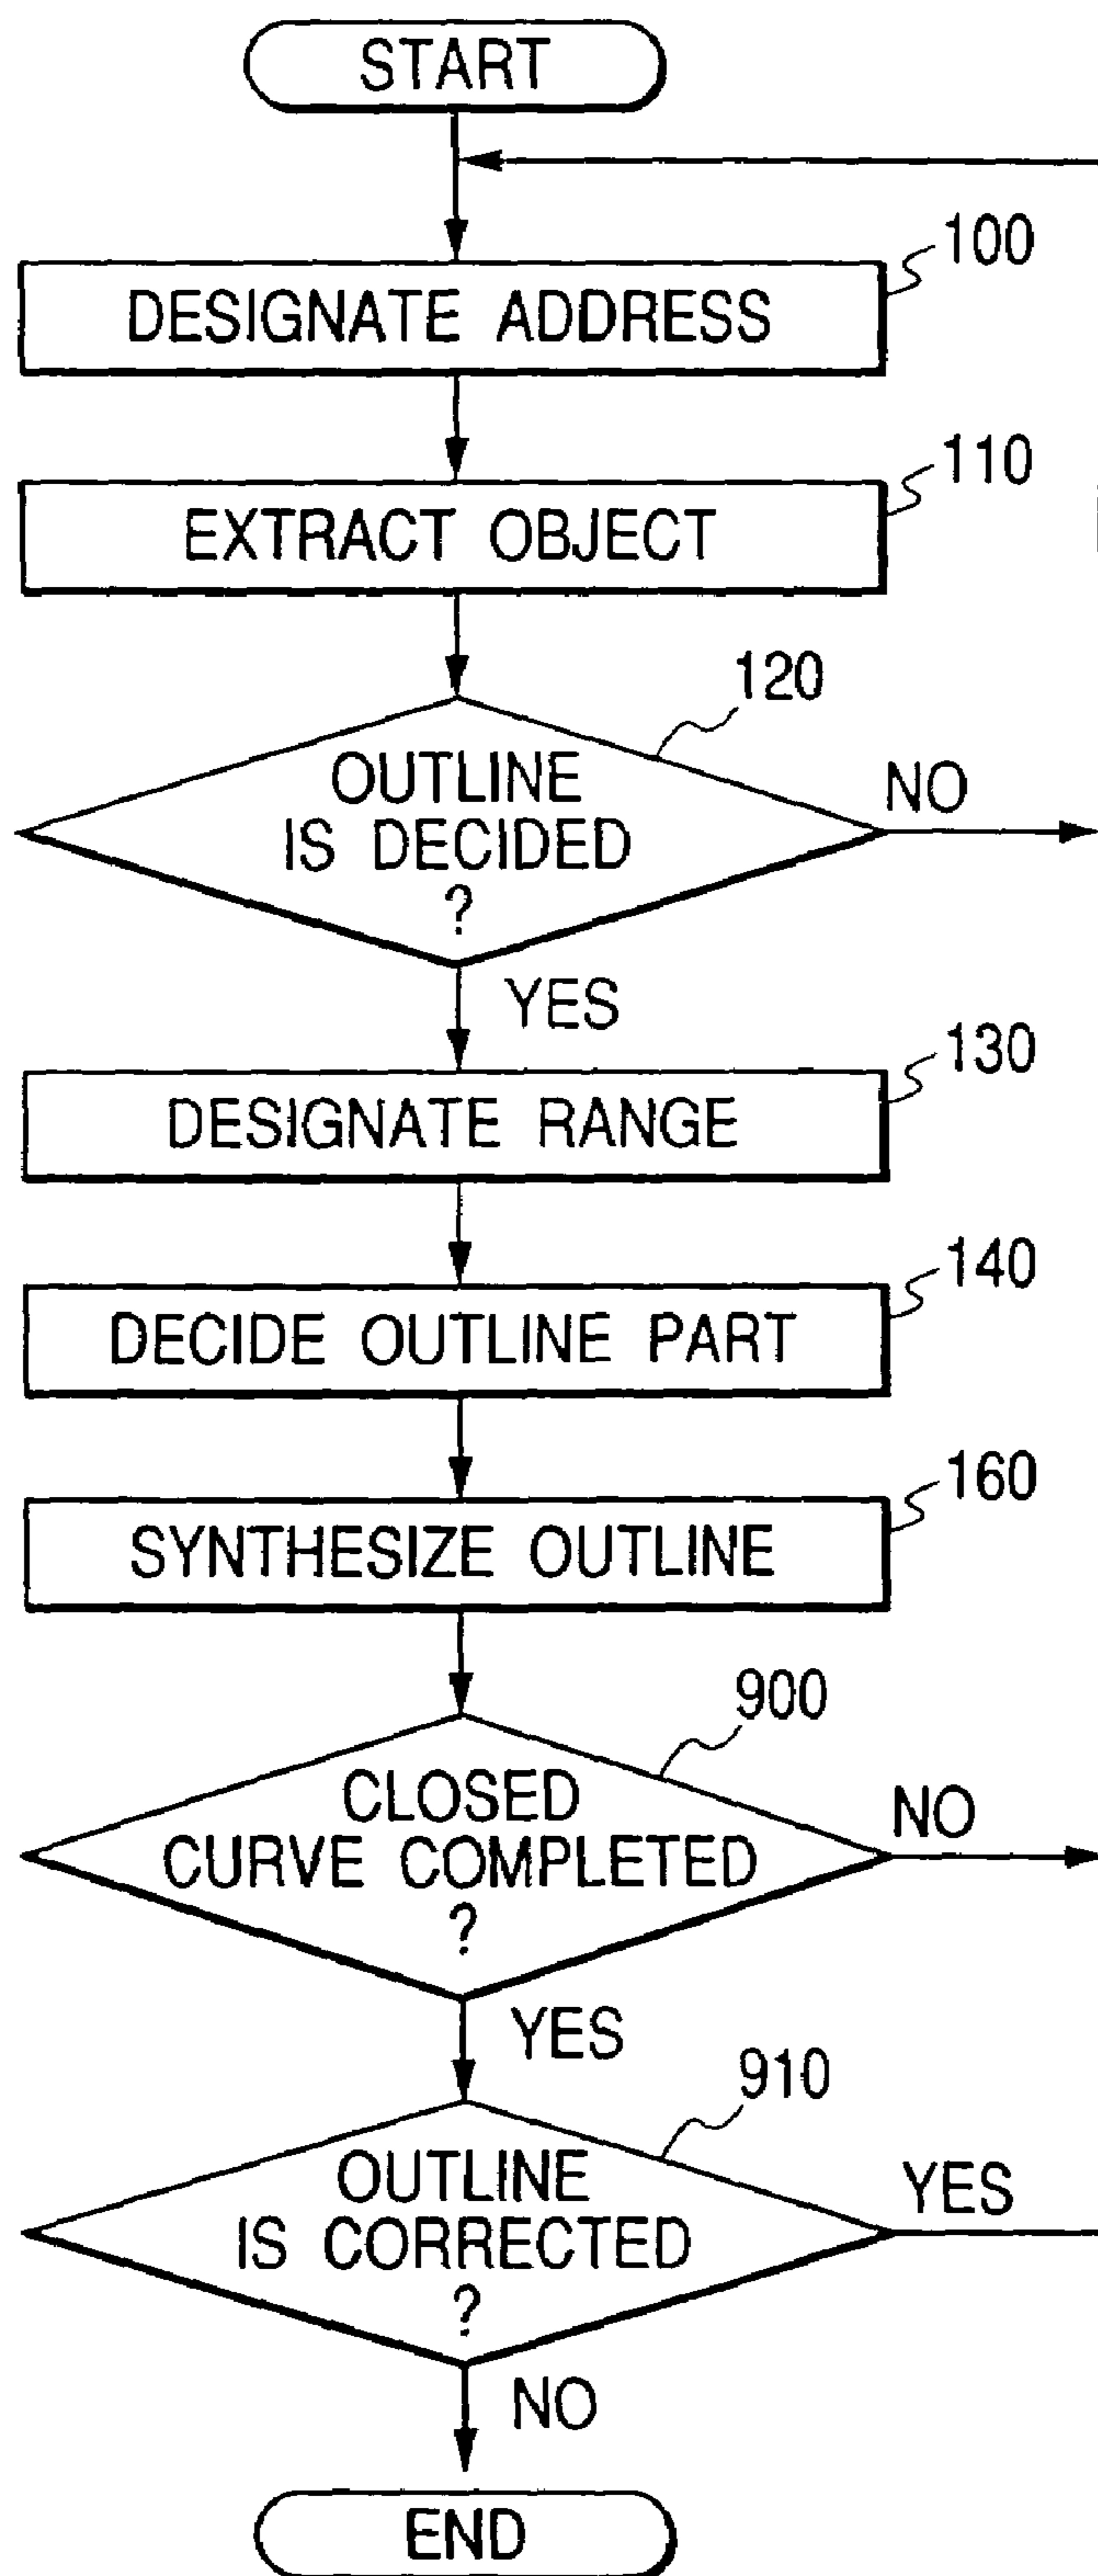 START
100
DESIGNATE ADDRESS
110
EXTRACT OBJECT
120
OUTLINE
IS DECIDED
?
NO
YES
130
DESIGNATE RANGE
140
DECIDE OUTLINE PART
160
SYNTHESIZE OUTLINE
900
CLOSED
CURVE COMPLETED
?
NO
YES
910
OUTLINE
IS CORRECTED
?
YES
NO
END